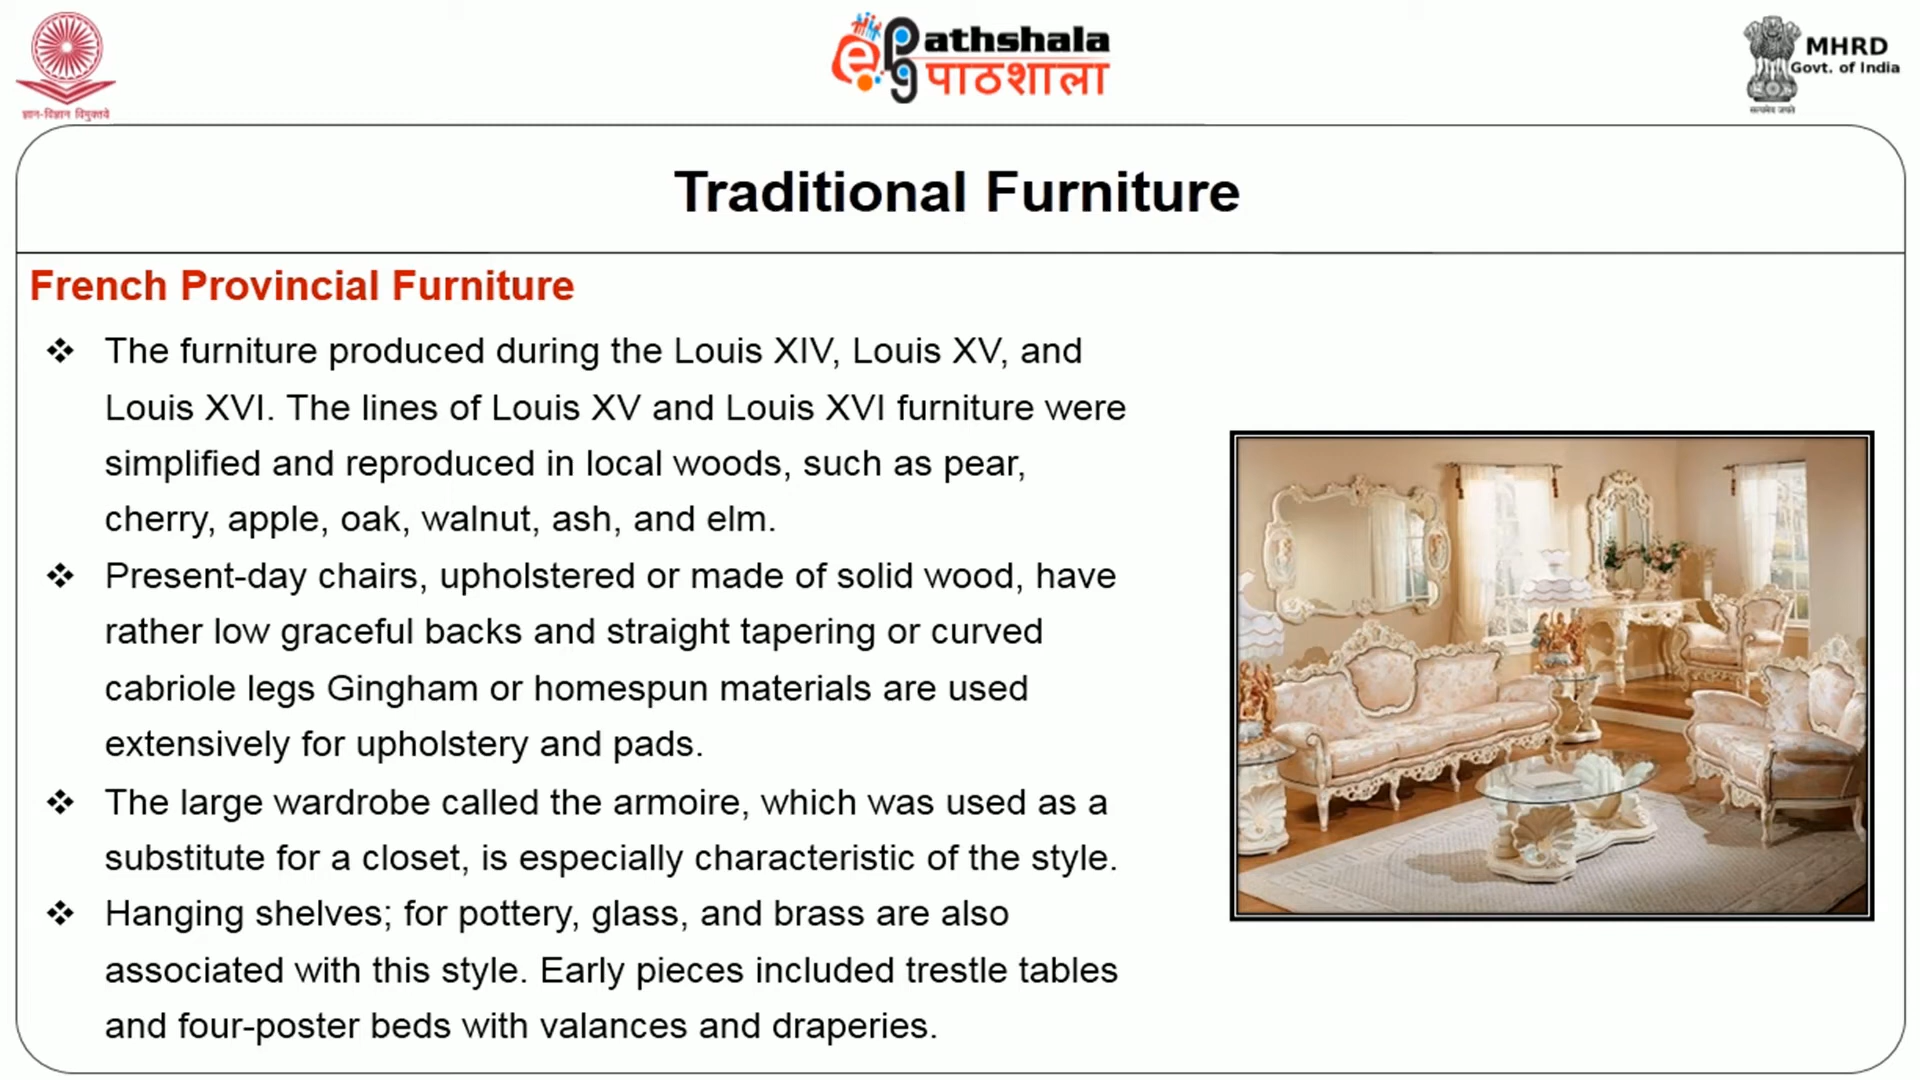 ज्ञान-विज्ञान विमुक्तये
e pg Pathshala
पाठशाला
MHRD
Govt. of India
सत्यमेव जयते
Traditional Furniture
French Provincial Furniture
❖ The furniture produced during the Louis XIV, Louis XV, and
Louis XVI. The lines of Louis XV and Louis XVI furniture were
simplified and reproduced in local woods, such as pear,
cherry, apple, oak, walnut, ash, and elm.
❖ Present-day chairs, upholstered or made of solid wood, have
rather low graceful backs and straight tapering or curved
cabriole legs Gingham or homespun materials are used
extensively for upholstery and pads.
❖ The large wardrobe called the armoire, which was used as a
substitute for a closet, is especially characteristic of the style.
❖ Hanging shelves; for pottery, glass, and brass are also
associated with this style. Early pieces included trestle tables
and four-poster beds with valances and draperies.